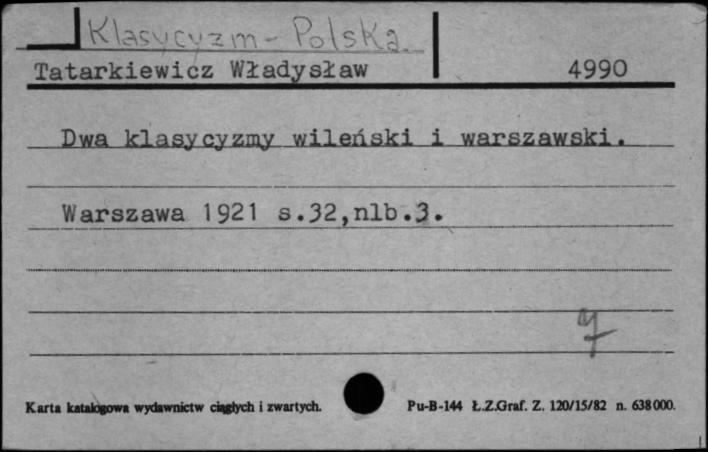 Klasycyzm - Polska.
Tatarkiewicz Władysław 4990
Dwa klasycyzmy wileński i warszawski.
Warszawa 1921 s.32,nlb.3.
Karta katalogowa wydawnictw ciągłych i zwartych. Pu-B-144 Ł.Z.Graf. Z. 120/15/82 n. 638000.